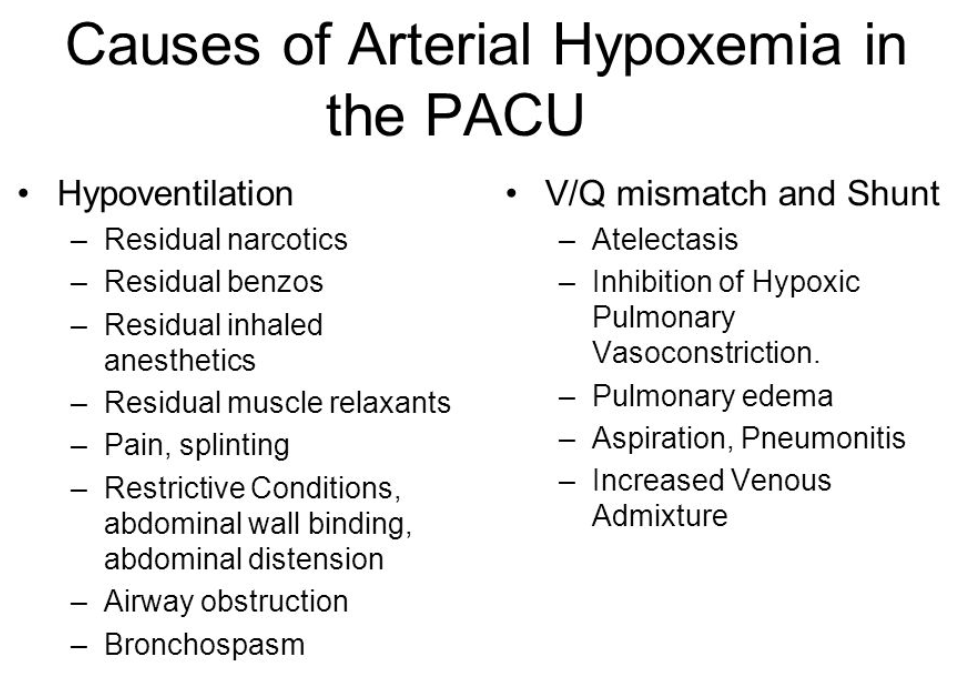 Causes of Arterial Hypoxemia in
the PACU
• Hypoventilation
– Residual narcotics
– Residual benzos
– Residual inhaled
anesthetics
– Residual muscle relaxants
– Pain, splinting
– Restrictive Conditions,
abdominal wall binding,
abdominal distension
– Airway obstruction
– Bronchospasm
• V/Q mismatch and Shunt
– Atelectasis
– Inhibition of Hypoxic
Pulmonary
Vasoconstriction.
– Pulmonary edema
– Aspiration, Pneumonitis
– Increased Venous
Admixture